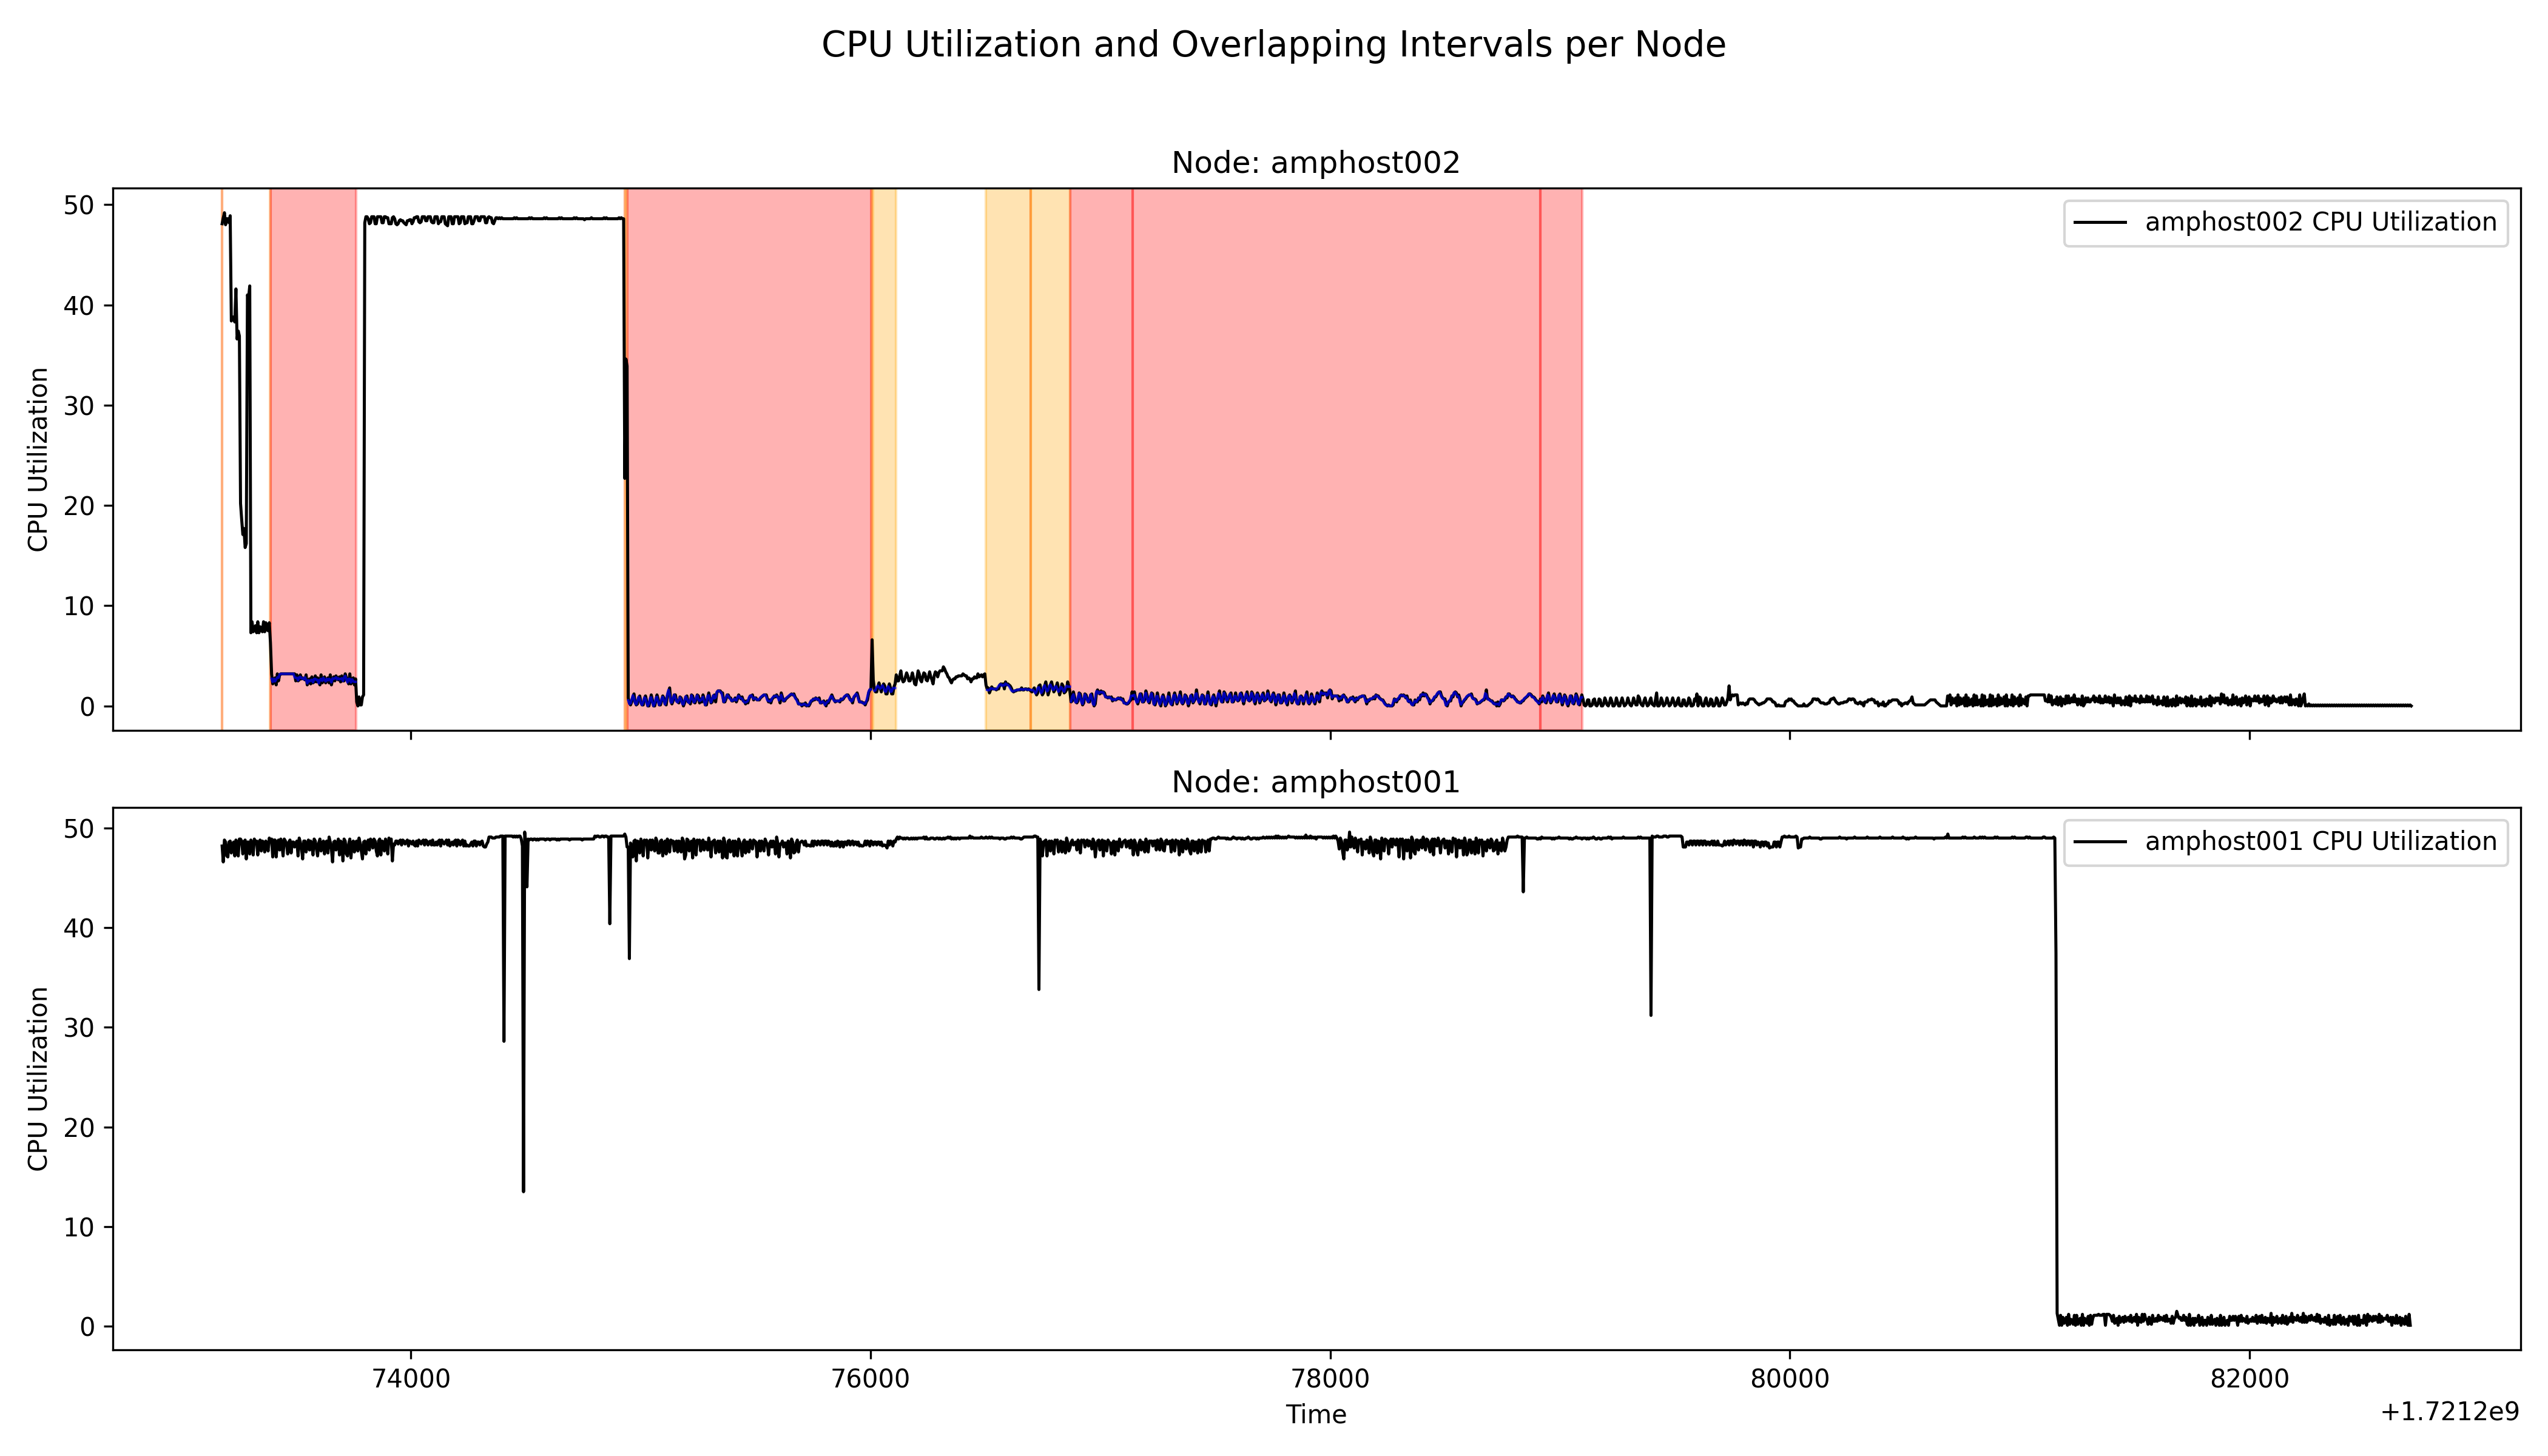 CPU Utilization and Overlapping Intervals per Node
Node: amphost002
50
40
30
20
10
0
CPU Utilization
amphost002 CPU Utilization
Node: amphost001
50
40
30
20
10
0
CPU Utilization
amphost001 CPU Utilization
74000 76000 78000 80000 82000
Time
+1.7212e9